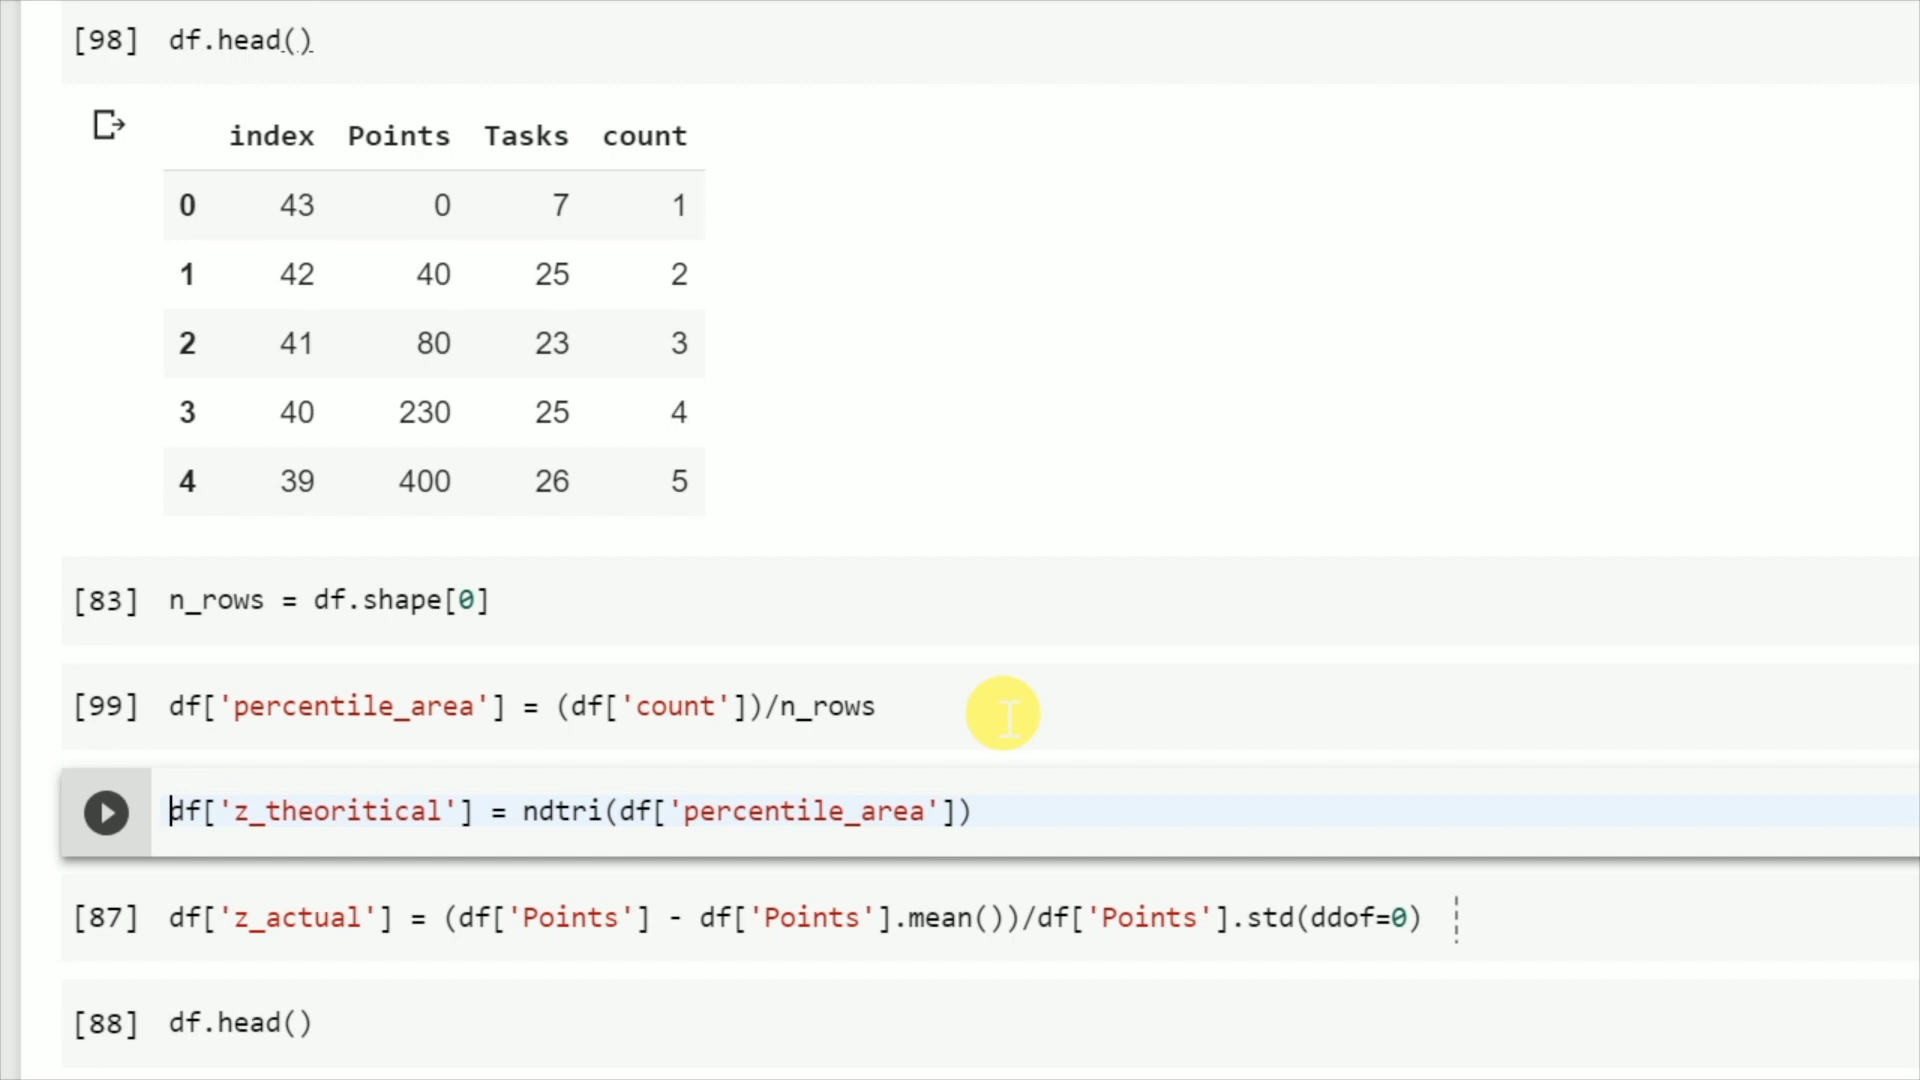 [98] df.head()
index Points Tasks count
0 43 0 7 1
1 42 40 25 2
2 41 80 23 3
3 40 230 25 4
4 39 400 26 5
[83] n_rows = df.shape[0]
[99] df['percentile_area'] = (df['count'])/n_rows
df['z_theoritical'] = ndtri(df['percentile_area'])
[87] df['z_actual'] = (df['Points'] - df['Points'].mean())/df['Points'].std(ddof=0)
[88] df.head()